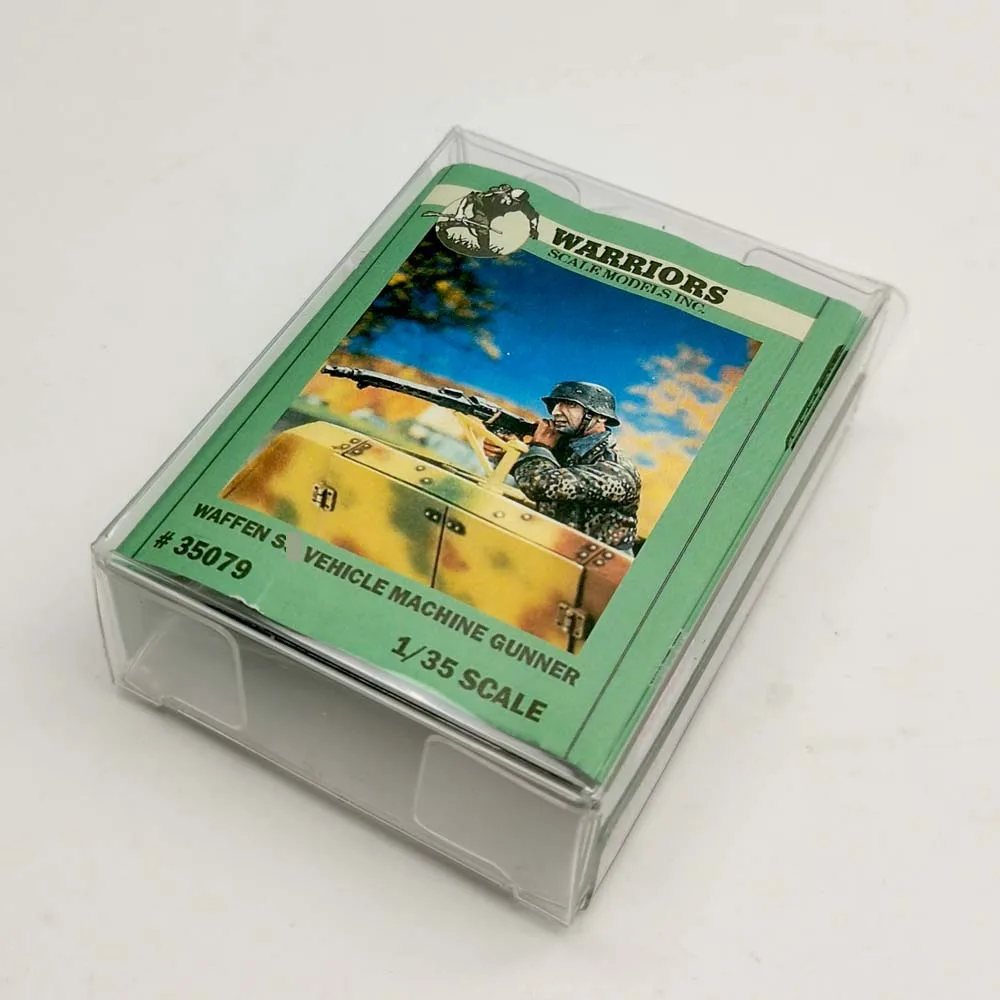 WARRIORS
SCALE MODELS INC.
WAFFEN S VEHICLE MACHINE GUNNER
# 35079
1/35 SCALE